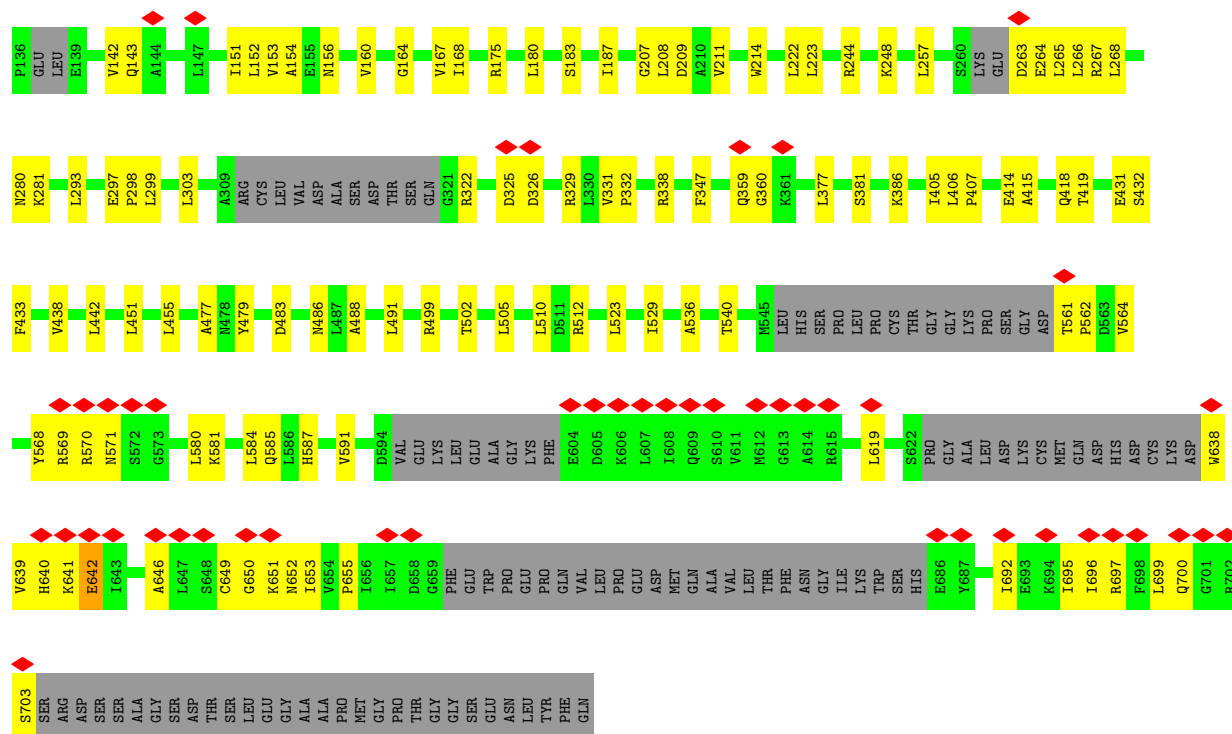 P136 GLU LEU E139 V142 Q143 A144 L147 I151 L152 V153 A154 E155 N156 V160 G164 V167 I168 R175 L180 S183 I187 G207 L208 D209 A210 V211 W214 L222 L223 R244 K248 L257 S260 LYS GLU D263 E264 L265 L266 R267 L268
N280 K281 L293 E297 P298 L299 L303 A309 ARG CYS LEU VAL ASP ALA SER ASP THR SER GLN G321 R322 D325 D326 R329 L330 V331 P332 R338 F347 Q359 G360 K361 L377 S381 K386 I405 L406 P407 E414 A415 Q418 T419 E431 S432
F433 V438 L442 L451 L455 A477 N478 Y479 D483 N486 L487 A488 L491 R499 T502 L505 L510 D511 R512 L523 I529 A536 T540 M545 LEU HIS SER PRO LEU PRO CYS THR GLY GLY LYS PRO SER GLY ASP T561 P562 D563 V564
Y568 R569 R570 N571 S572 G573 L580 K581 L584 Q585 L586 H587 V591 D594 VAL GLU LYS LEU GLU ALA GLY LYS PHE E604 D605 K606 L607 I608 Q609 S610 V611 M612 G613 A614 R615 L619 S622 PRO GLY ALA LEU ASP LYS CYS MET GLN ASP HIS ASP CYS LYS ASP W638
V639 H640 K641 E642 I643 A646 L647 S648 C649 G650 K651 N652 I653 V654 P655 I656 I657 D658 G659 PHE GLU TRP PRO GLU PRO GLN VAL LEU PRO GLU ASP MET GLN ALA VAL LEU THR PHE ASN GLY ILE LYS TRP SER HIS E686 Y687 I692 E693 K694 I695 I696 R697 F698 L699 Q700 G701 R702
S703 SER ARG ASP SER SER ALA GLY SER ASP THR SER LEU GLU GLY ALA ALA PRO MET GLY PRO THR GLY GLY SER GLU ASN LEU TYR PHE GLN